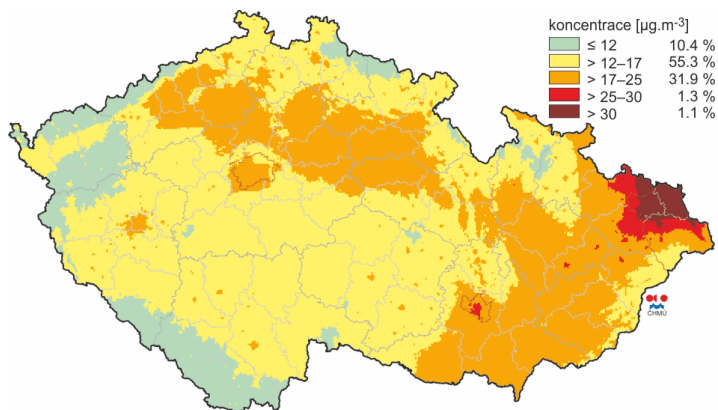 koncentrace [µg.m⁻³]
≤ 12 10.4 %
> 12–17 55.3 %
> 17–25 31.9 %
> 25–30 1.3 %
> 30 1.1 %
ČHMÚ